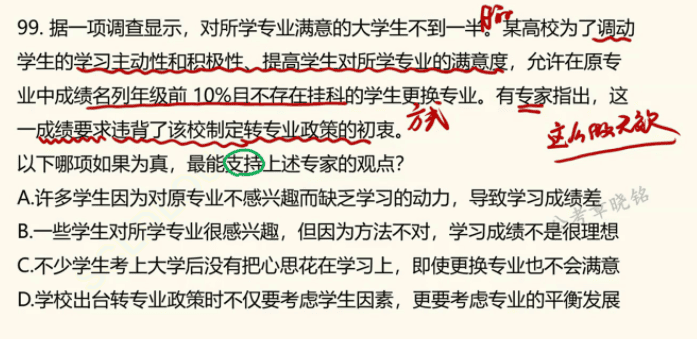 99. 据一项调查显示，对所学专业满意的大学生不到一半。某高校为了调动
学生的学习主动性和积极性、提高学生对所学专业的满意度，允许在原专
业中成绩名列年级前 10%且不存在挂科的学生更换专业。有专家指出，这
一成绩要求违背了该校制定转专业政策的初衷。
方式
这么做无效
以下哪项如果为真，最能支持上述专家的观点？
A.许多学生因为对原专业不感兴趣而缺乏学习的动力，导致学习成绩差
B.一些学生对所学专业很感兴趣，但因为方法不对，学习成绩不是很理想
C.不少学生考上大学后没有把心思花在学习上，即使更换专业也不会满意
D.学校出台转专业政策时不仅要考虑学生因素，更要考虑专业的平衡发展